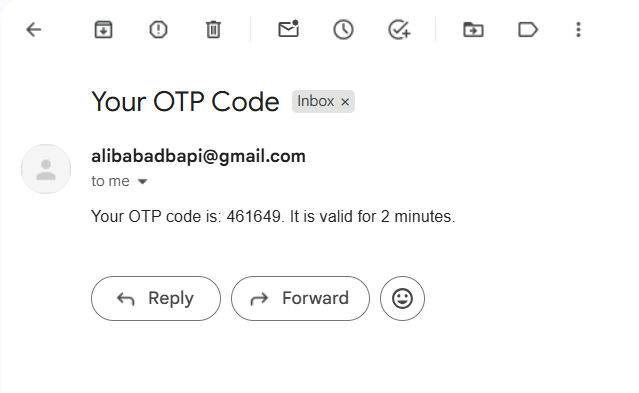 Your OTP Code Inbox ×
alibabadbapi@gmail.com
to me
Your OTP code is: 461649. It is valid for 2 minutes.
Reply Forward